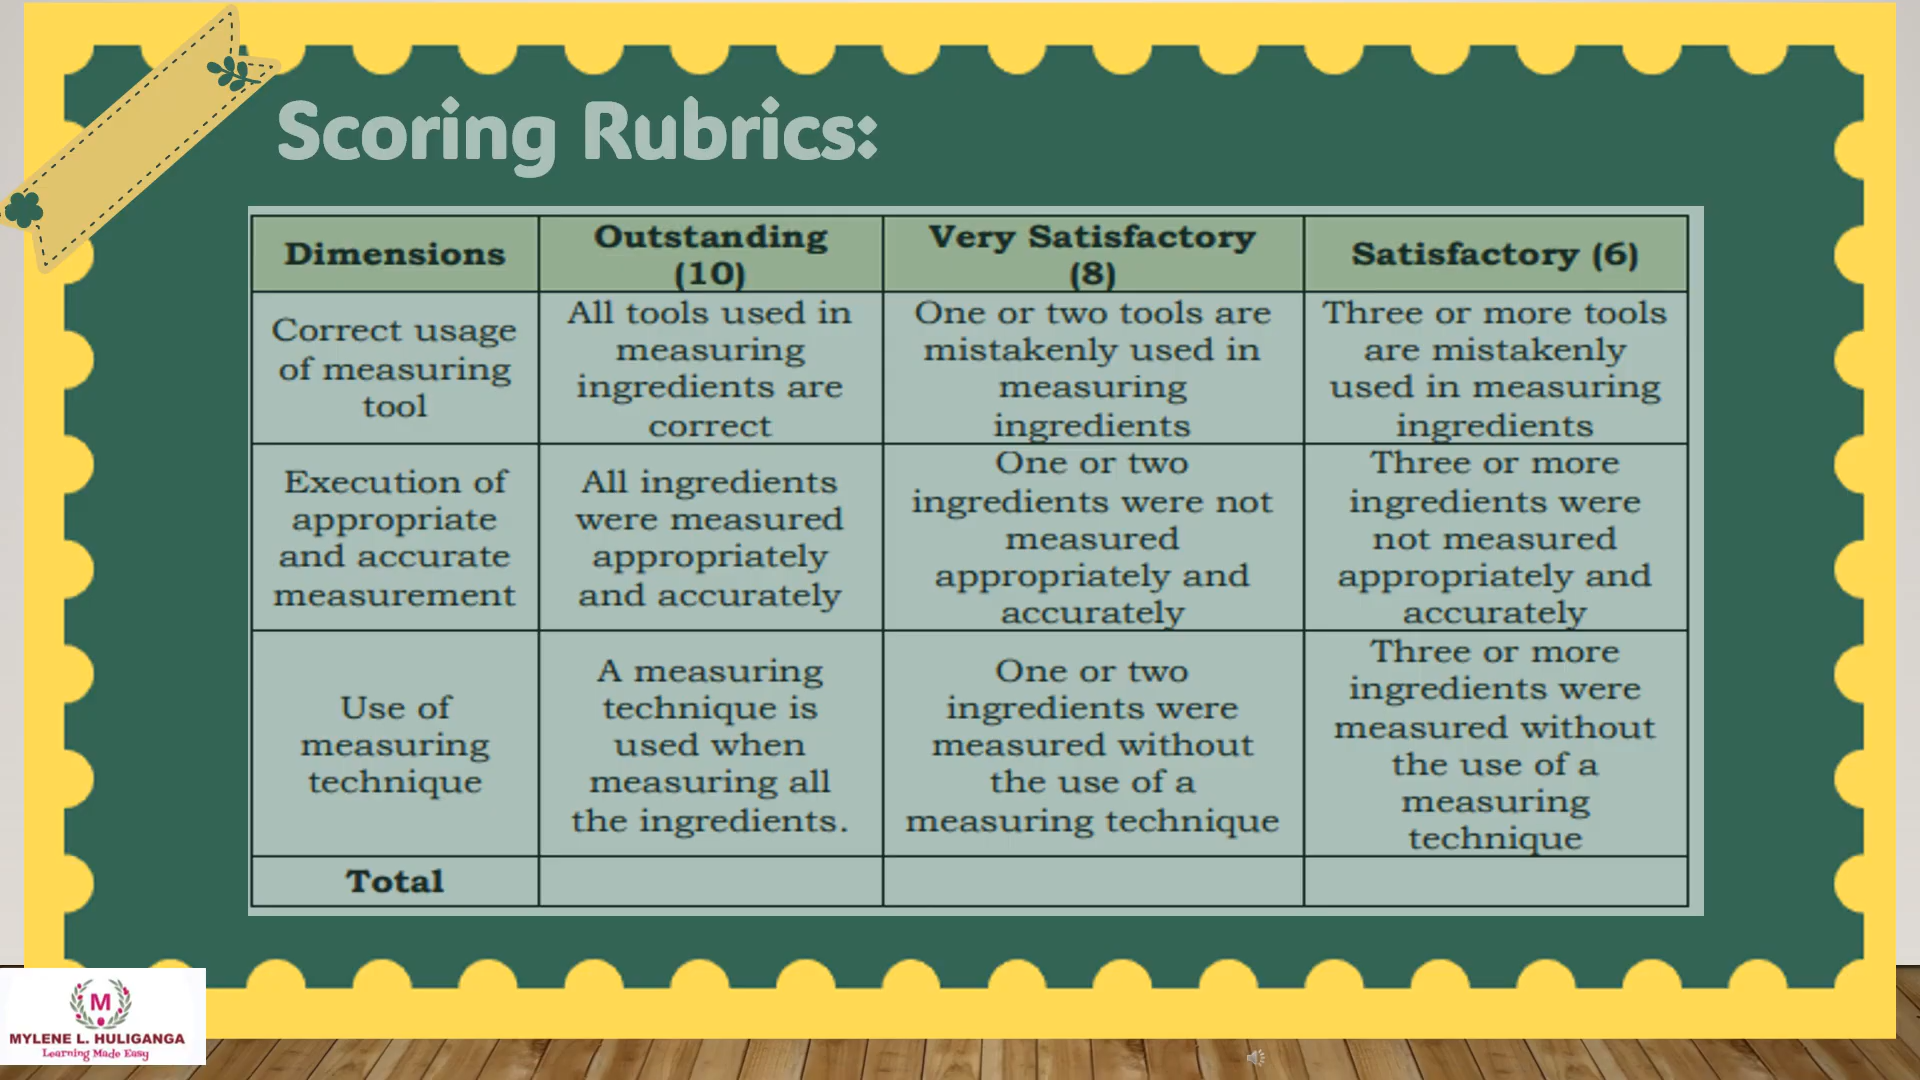 Scoring Rubrics:
Dimensions
Outstanding
(10)
Very Satisfactory
(8)
Satisfactory (6)
Correct usage
of measuring
tool
All tools used in
measuring
ingredients are
correct
One or two tools are
mistakenly used in
measuring
ingredients
Three or more tools
are mistakenly
used in measuring
ingredients
Execution of
appropriate
and accurate
measurement
All ingredients
were measured
appropriately
and accurately
One or two
ingredients were not
measured
appropriately and
accurately
Three or more
ingredients were
not measured
appropriately and
accurately
Use of
measuring
technique
A measuring
technique is
used when
measuring all
the ingredients.
One or two
ingredients were
measured without
the use of a
measuring technique
Three or more
ingredients were
measured without
the use of a
measuring
technique
Total
M
MYLENE L. HULIGANGA
Learning Made Easy